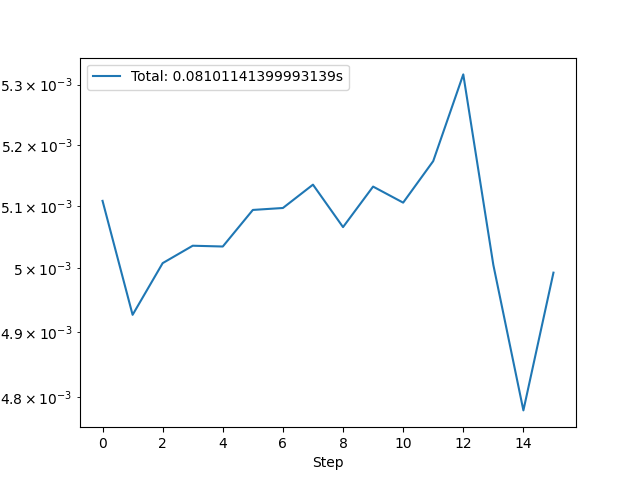 Total: 0.08101141399993139s
5.3 × 10⁻³
5.2 × 10⁻³
5.1 × 10⁻³
5 × 10⁻³
4.9 × 10⁻³
4.8 × 10⁻³
0 2 4 6 8 10 12 14
Step